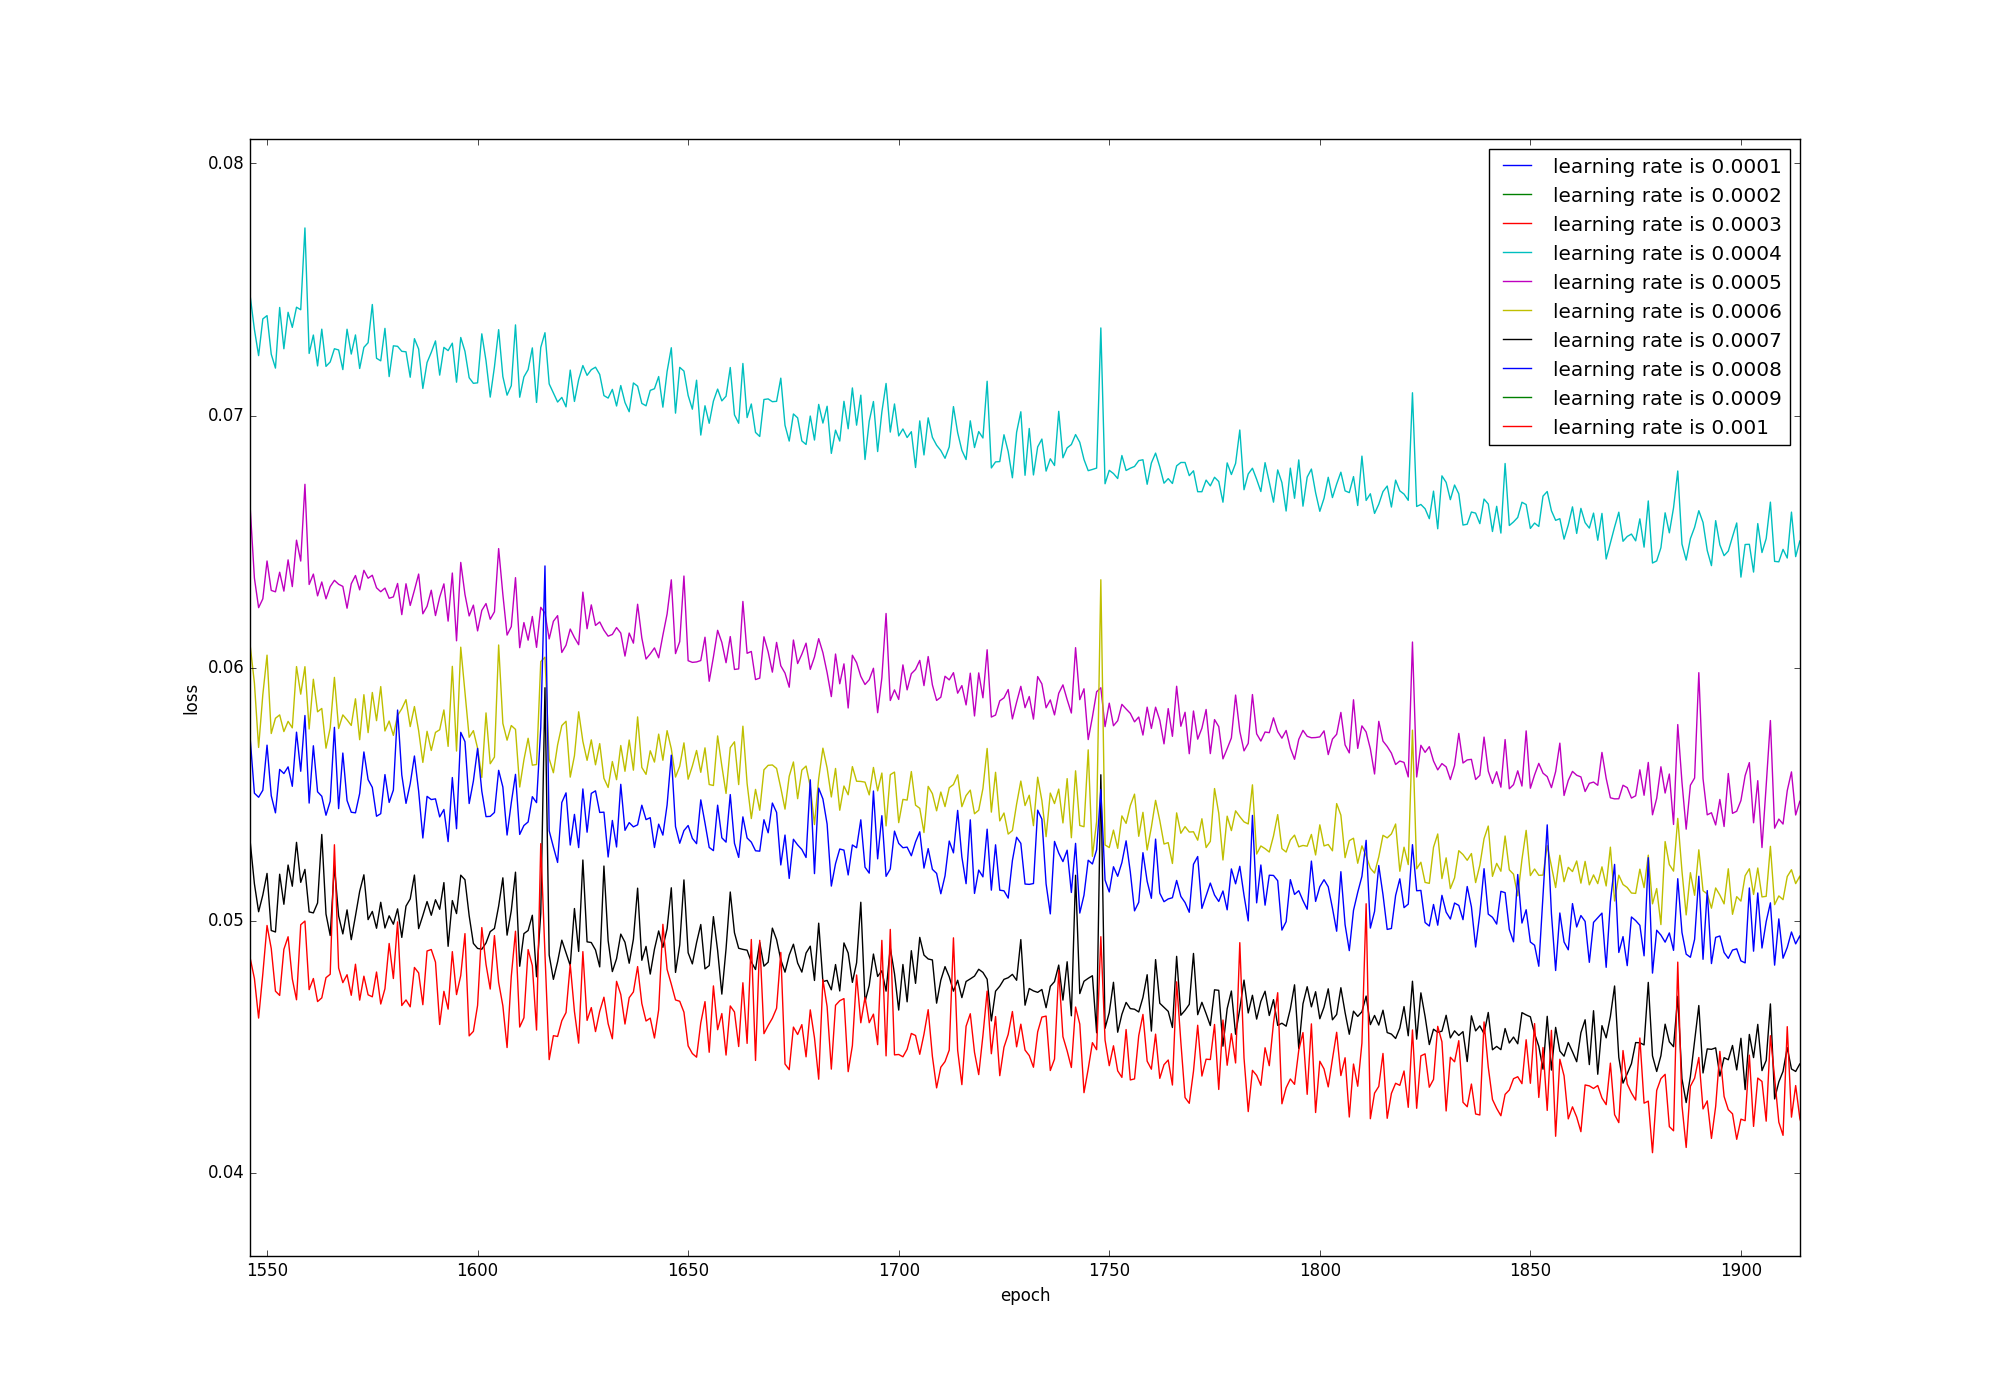 0.08
0.07
0.06
0.05
0.04
loss
1550 1600 1650 1700 1750 1800 1850 1900
epoch
learning rate is 0.0001
learning rate is 0.0002
learning rate is 0.0003
learning rate is 0.0004
learning rate is 0.0005
learning rate is 0.0006
learning rate is 0.0007
learning rate is 0.0008
learning rate is 0.0009
learning rate is 0.001